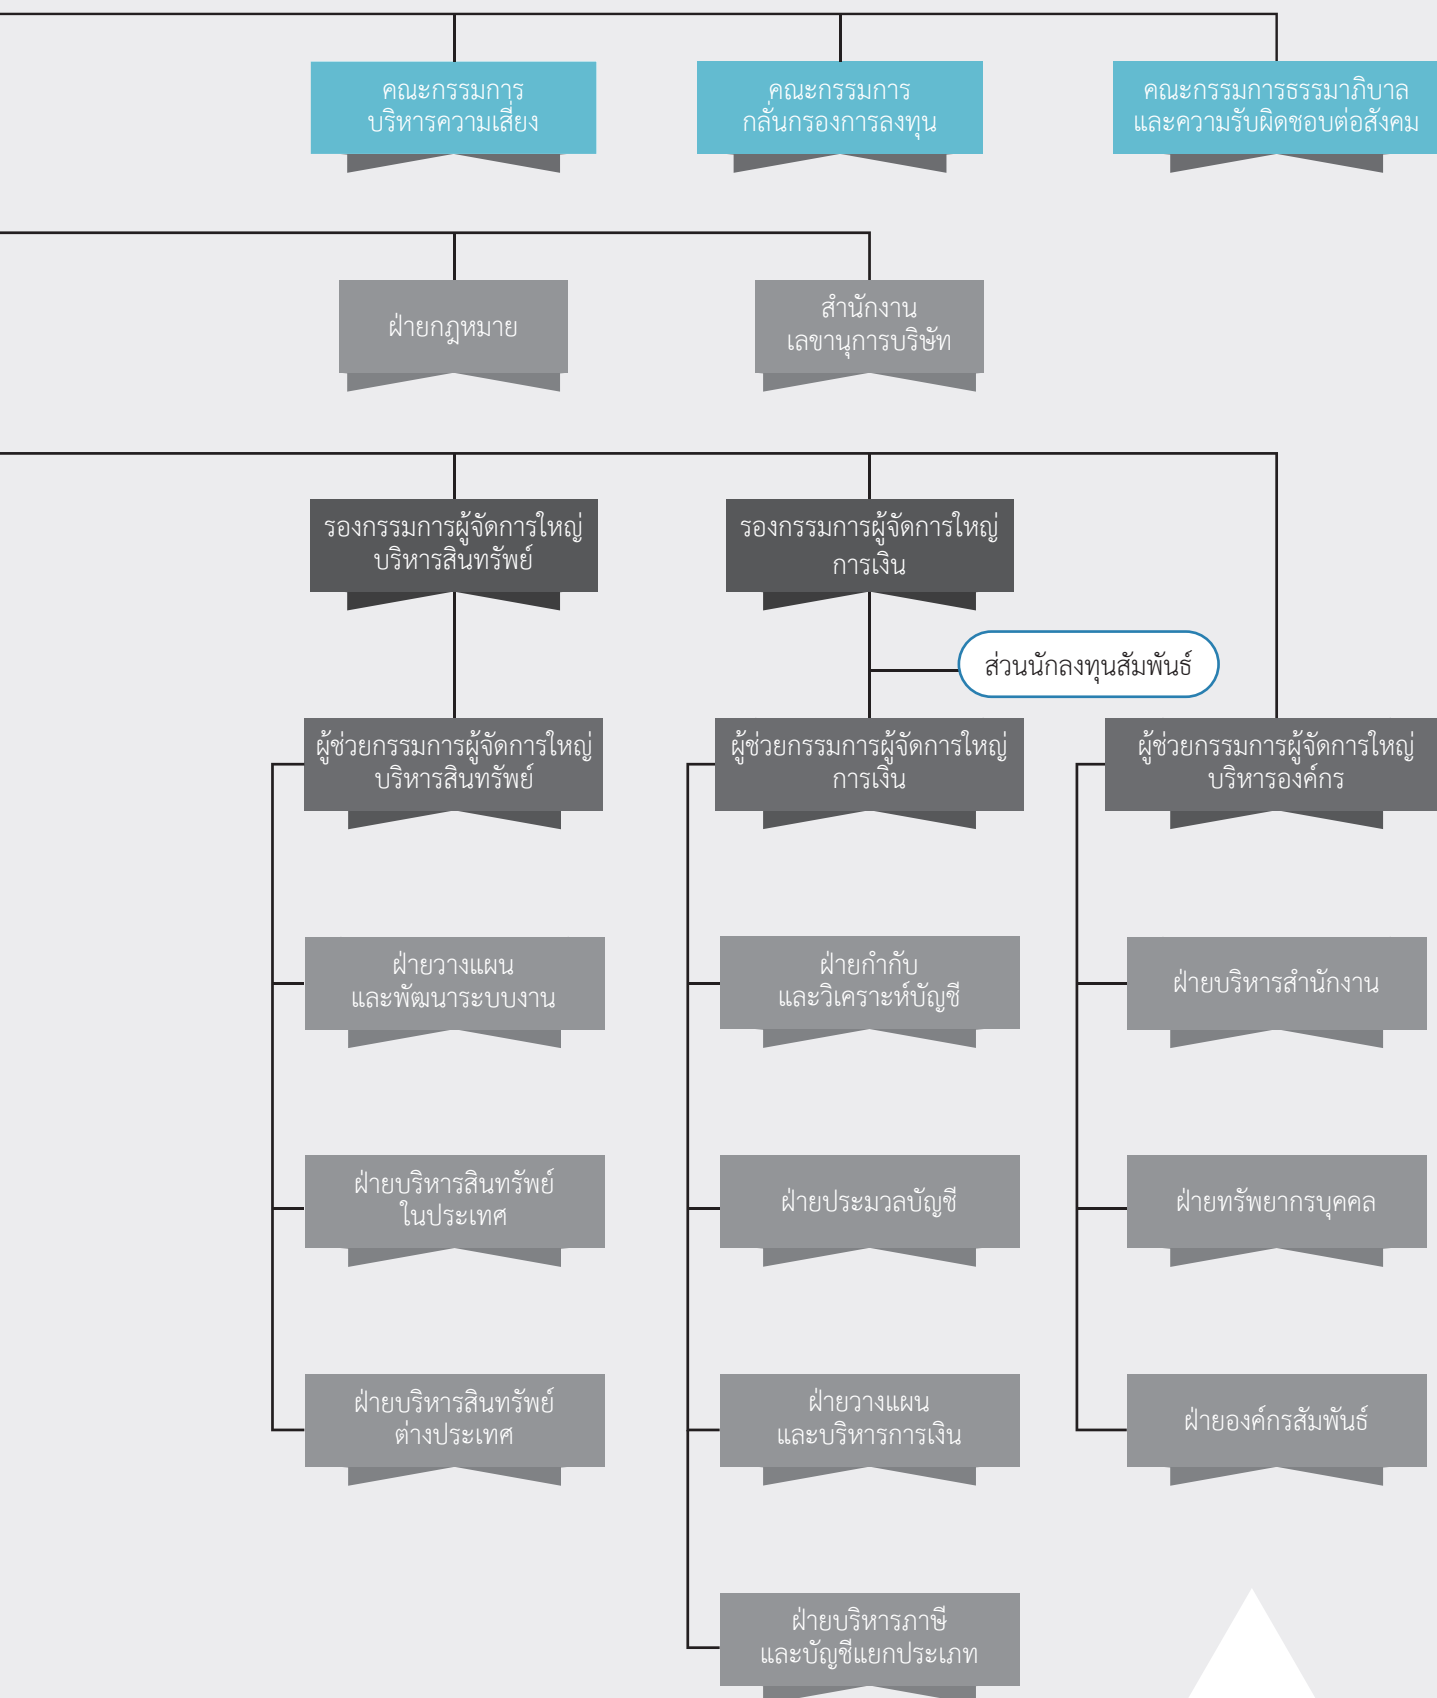 คณะกรรมการ
บริหารความเสี่ยง
คณะกรรมการ
กลั่นกรองการลงทุน
คณะกรรมการธรรมาภิบาล
และความรับผิดชอบต่อสังคม
ฝ่ายกฎหมาย
สำนักงาน
เลขานุการบริษัท
รองกรรมการผู้จัดการใหญ่
บริหารสินทรัพย์
รองกรรมการผู้จัดการใหญ่
การเงิน
ส่วนนักลงทุนสัมพันธ์
ผู้ช่วยกรรมการผู้จัดการใหญ่
บริหารสินทรัพย์
ผู้ช่วยกรรมการผู้จัดการใหญ่
การเงิน
ผู้ช่วยกรรมการผู้จัดการใหญ่
บริหารองค์กร
ฝ่ายวางแผน
และพัฒนาระบบงาน
ฝ่ายกำกับ
และวิเคราะห์บัญชี
ฝ่ายบริหารสำนักงาน
ฝ่ายบริหารสินทรัพย์
ในประเทศ
ฝ่ายประมวลบัญชี
ฝ่ายทรัพยากรบุคคล
ฝ่ายบริหารสินทรัพย์
ต่างประเทศ
ฝ่ายวางแผน
และบริหารการเงิน
ฝ่ายองค์กรสัมพันธ์
ฝ่ายบริหารภาษี
และบัญชีแยกประเภท